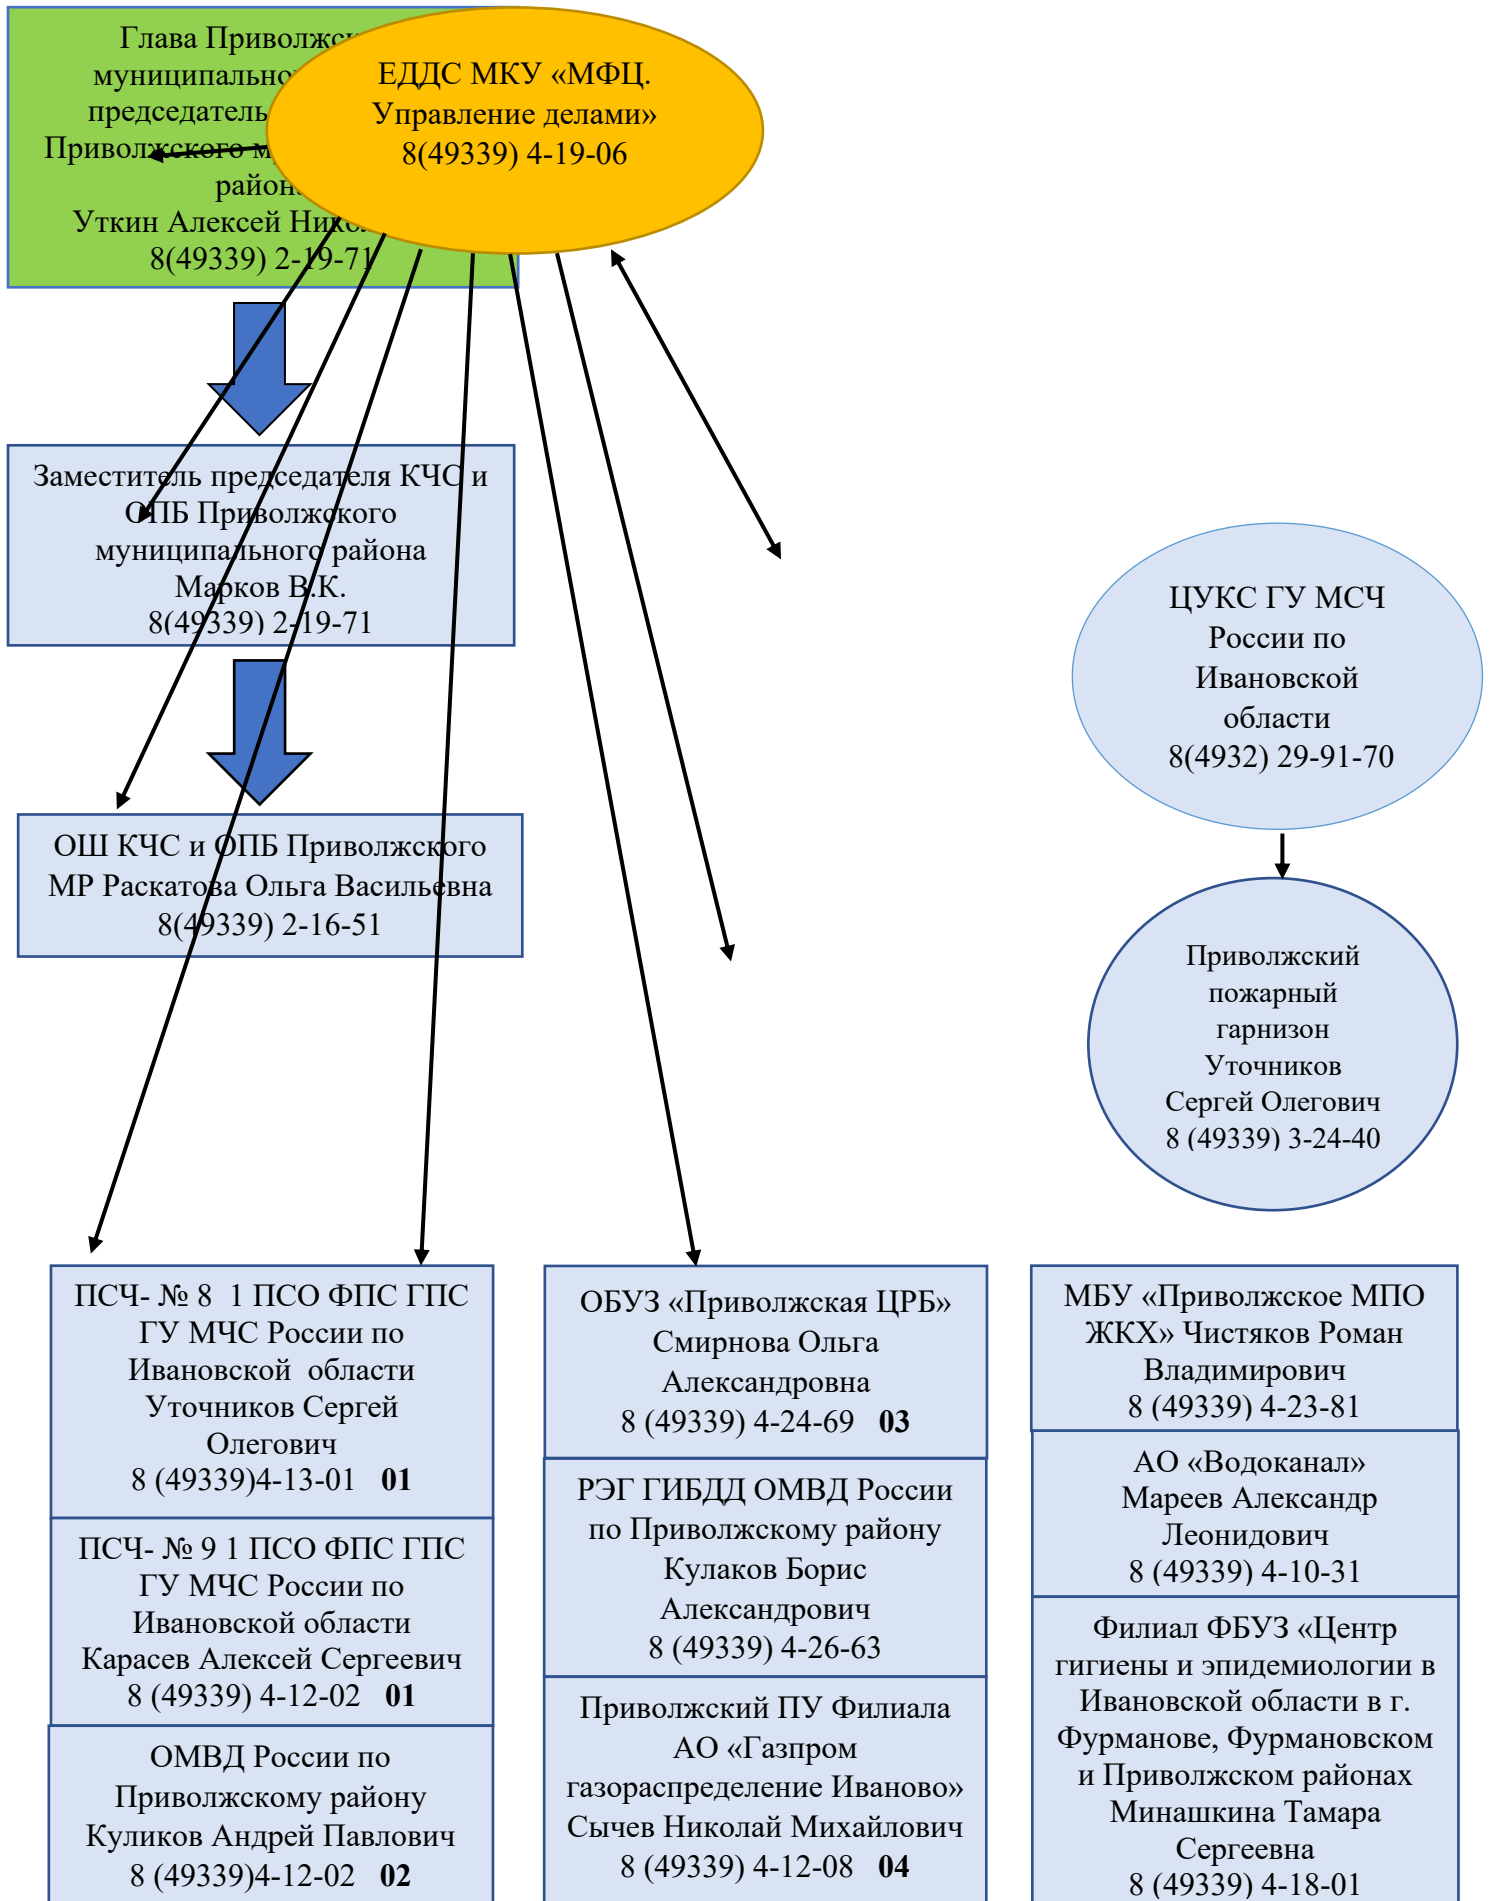 Глава
муниципального
председатель
Приволжского
Уткин Алексей
8(49339) 2-19-71
ЕДДС МКУ «МФЦ.
Управление делами»
8(49339) 4-19-06
Заместитель председателя КЧС и
ОПБ Приволжского
муниципального района
Марков В.К.
8(49339) 2-19-71
ОШ КЧС и ОПБ Приволжского
МР Раскатова Ольга Васильевна
8(49339) 2-16-51
ЦУКС ГУ МСЧ
России по
Ивановской
области
8(4932) 29-91-70
Приволжский
пожарный
гарнизон
Уточников
Сергей Олегович
8 (49339) 3-24-40
ПСЧ- № 8 1 ПСО ФПС ГПС
ГУ МЧС России по
Ивановской области
Уточников Сергей
Олегович
8 (49339)4-13-01 01
ПСЧ- № 9 1 ПСО ФПС ГПС
ГУ МЧС России по
Ивановской области
Карасев Алексей Сергеевич
8 (49339) 4-12-02 01
ОМВД России по
Приволжскому району
Куликов Андрей Павлович
8 (49339)4-12-02 02
ОБУЗ «Приволжская ЦРБ»
Смирнова Ольга
Александровна
8 (49339) 4-24-69 03
РЭГ ГИБДД ОМВД России
по Приволжскому району
Кулаков Борис
Александрович
8 (49339) 4-26-63
Приволжский ПУ Филиала
АО «Газпром
газораспределение Иваново»
Сычев Николай Михайлович
8 (49339) 4-12-08 04
МБУ «Приволжское МПО
ЖКХ» Чистяков Роман
Владимирович
8 (49339) 4-23-81
АО «Водоканал»
Мареев Александр
Леонидович
8 (49339) 4-10-31
Филиал ФБУЗ «Центр
гигиены и эпидемиологии в
Ивановской области в г.
Фурманове, Фурмановском
и Приволжском районах
Минашкина Тамара
Сергеевна
8 (49339) 4-18-01